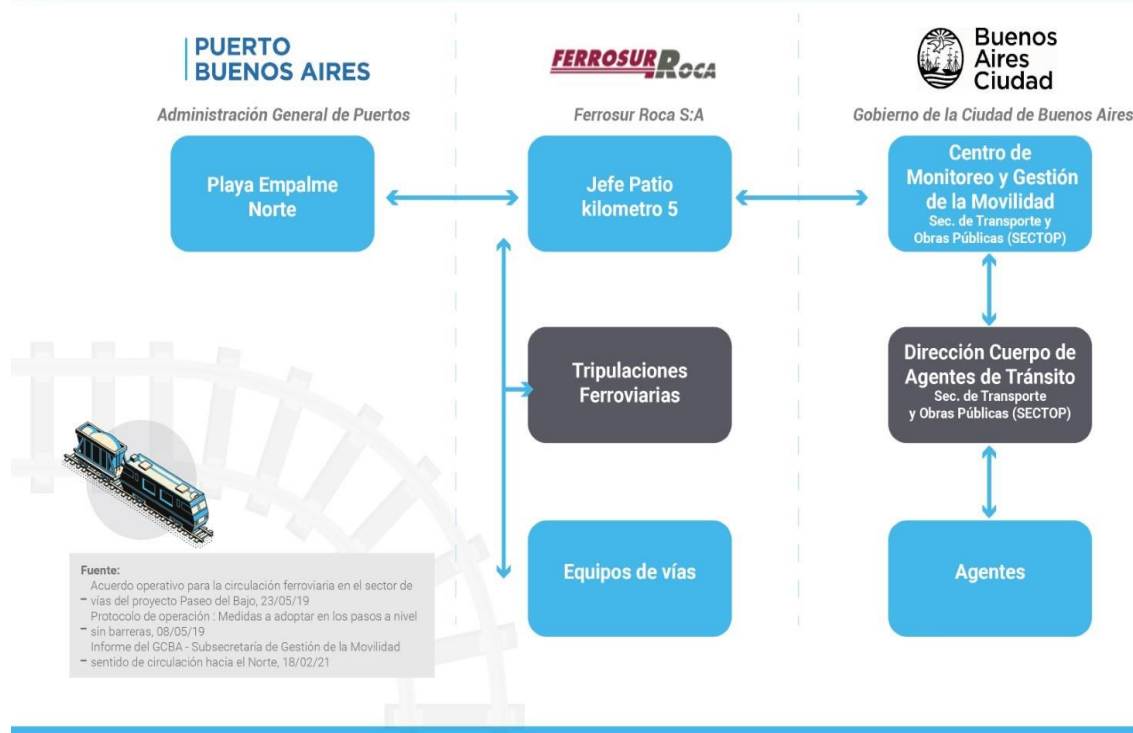 PUERTO
BUENOS AIRES
Administración General de Puertos
Playa Empalme
Norte
FERROSUR ROCA
Ferrosur Roca S:A
Jefe Patio
kilometro 5
Tripulaciones
Ferroviarias
Equipos de vías
Buenos
Aires
Ciudad
Gobierno de la Ciudad de Buenos Aires
Centro de
Monitoreo y Gestión
de la Movilidad
Sec. de Transporte y
Obras Públicas (SECTOP)
Dirección Cuerpo de
Agentes de Tránsito
Sec. de Transporte
y Obras Públicas (SECTOP)
Agentes
Fuente:
Acuerdo operativo para la circulación ferroviaria en el sector de
– vías del proyecto Paseo del Bajo, 23/05/19
Protocolo de operación : Medidas a adoptar en los pasos a nivel
– sin barreras, 08/05/19
Informe del GCBA - Subsecretaría de Gestión de la Movilidad
– sentido de circulación hacia el Norte, 18/02/21